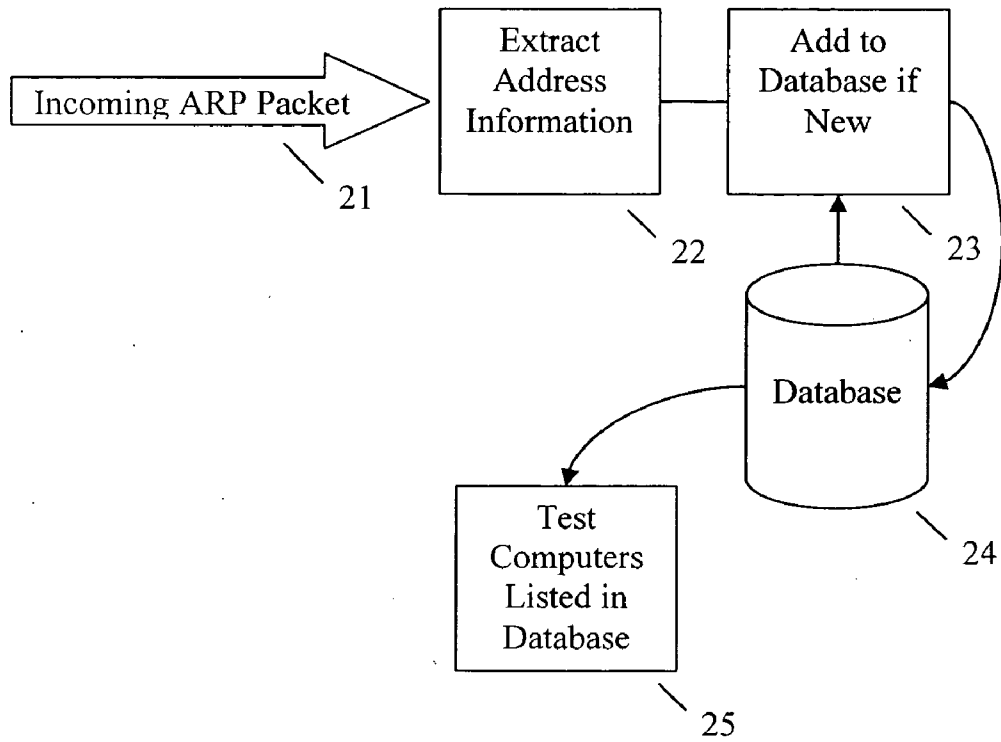 Incoming ARP Packet
21
Extract
Address
Information
22
Add to
Database if
New
23
Database
24
Test
Computers
Listed in
Database
25